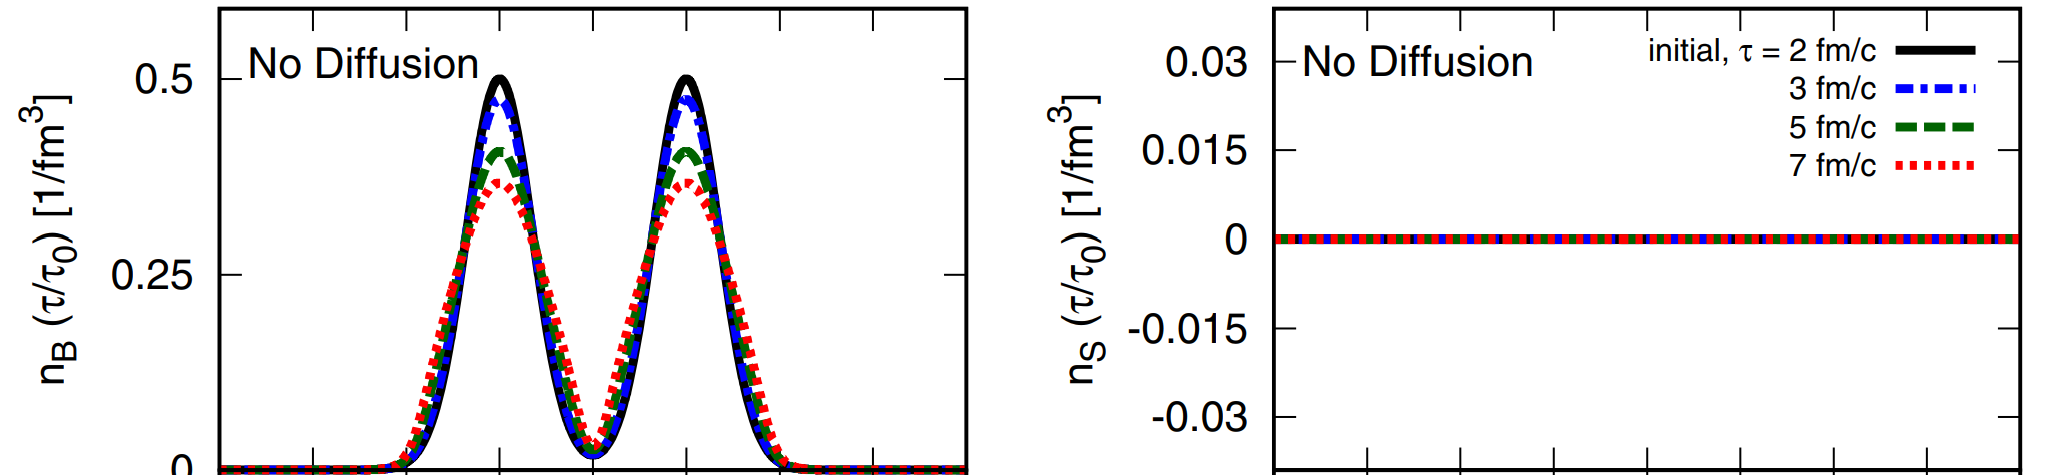 No Diffusion
0.5
0.25
0
n_B (τ/τ_0) [1/fm^3]
No Diffusion
initial, τ = 2 fm/c
3 fm/c
5 fm/c
7 fm/c
0.03
0.015
0
-0.015
-0.03
n_S (τ/τ_0) [1/fm^3]